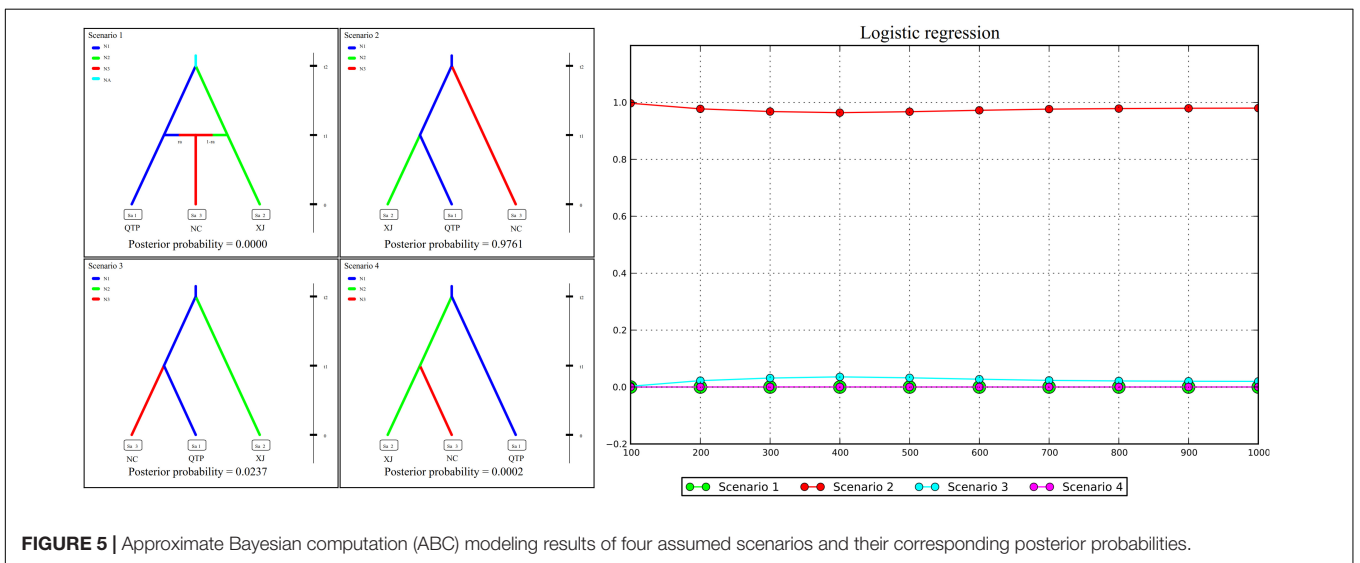 Scenario 1
N1
N2
N3
NA
t2
t1
0
ra
1-ra
Sa 1
Sa 3
Sa 2
QTP
NC
XJ
Posterior probability = 0.0000
Scenario 2
N1
N2
N3
t2
t1
0
Sa 2
Sa 1
Sa 3
XJ
QTP
NC
Posterior probability = 0.9761
Scenario 3
N1
N2
N3
t2
t1
0
Sa 3
Sa 1
Sa 2
NC
QTP
XJ
Posterior probability = 0.0237
Scenario 4
N1
N2
N3
t2
t1
0
Sa 2
Sa 3
Sa 1
XJ
NC
QTP
Posterior probability = 0.0002
Logistic regression
1.0
0.8
0.6
0.4
0.2
0.0
−0.2
100 200 300 400 500 600 700 800 900 1000
Scenario 1 Scenario 2 Scenario 3 Scenario 4
FIGURE 5 | Approximate Bayesian computation (ABC) modeling results of four assumed scenarios and their corresponding posterior probabilities.